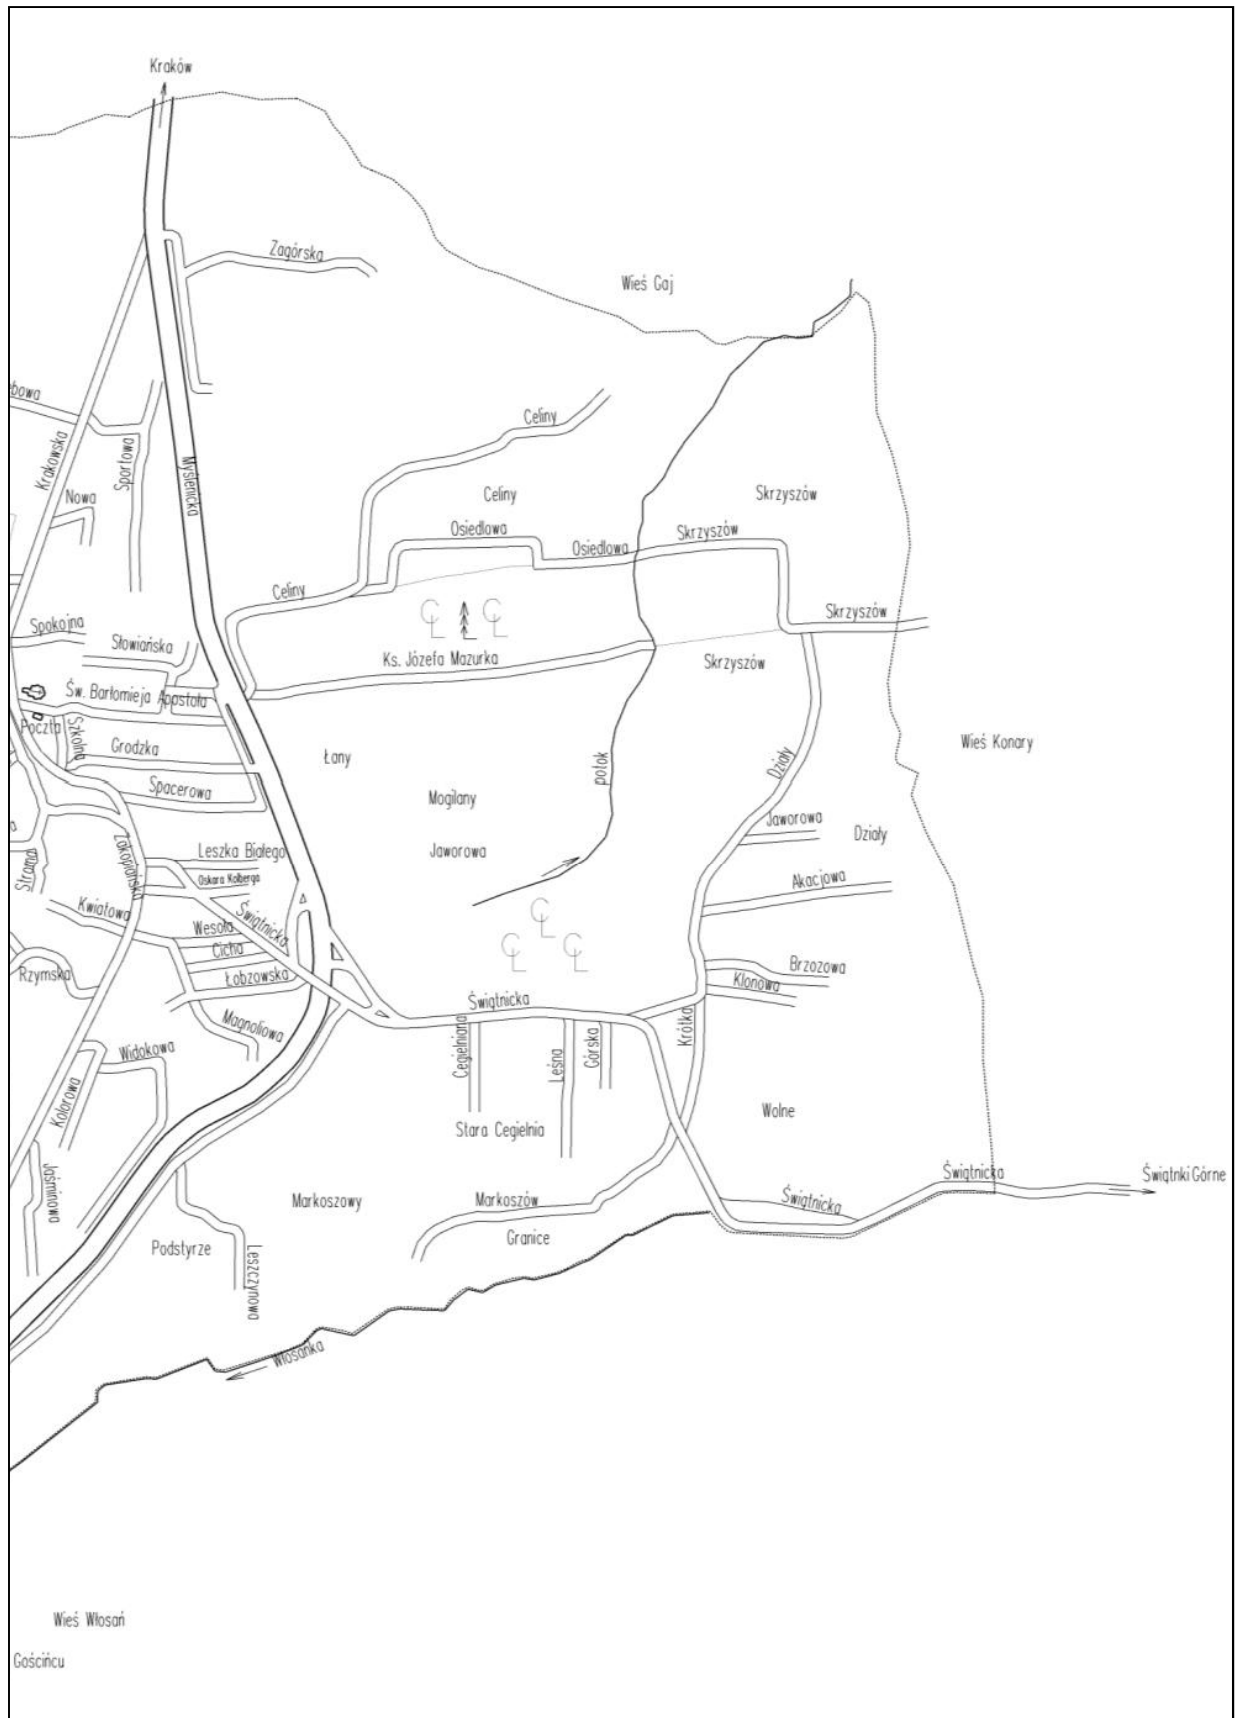 Kraków
Zagórska
Wieś Gaj
ębowa
Celiny
Krakowska
Sportowa
Myślenicka
Nowa
Celiny
Skrzyszów
Osiedlowa
Skrzyszów
Osiedlowa
Celiny
Skrzyszów
Spokojna
Słowiańska
Ks. Józefa Mazurka
Skrzyszów
Św. Bartłomieja Apostoła
Poczta
Szkolna
Grodzka
Łany
potok
Działy
Wieś Konary
Spacerowa
Mogilany
Jaworowa
Działy
Zakopiańska
Leszka Białego
Jaworowa
Stroma
Oskara Kolberga
Akacjowa
Kwiatowa
Świątnicka
Wesoła
Cicha
Rzymska
Łobzowska
Brzozowa
Klonowa
Świątnicka
Magnoliowa
Cegielniana
Leśna
Górska
Krótka
Widokowa
Kolorowa
Stara Cegielnia
Wolne
Jaśminowa
Markoszowy
Markoszów
Świątnicka
Świątnicka
Świątnki Górne
Podstyrze
Granice
Leszczynowa
Włosanka
Wieś Włosań
Gościńcu